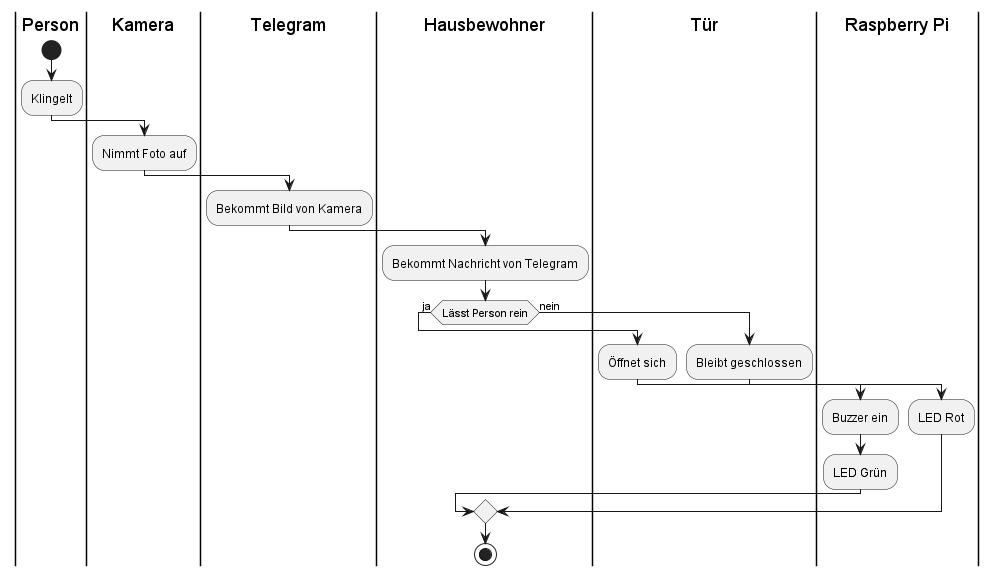 Person
Kamera
Telegram
Hausbewohner
Tür
Raspberry Pi
Klingelt
Nimmt Foto auf
Bekommt Bild von Kamera
Bekommt Nachricht von Telegram
ja
Lässt Person rein
nein
Öffnet sich
Bleibt geschlossen
Buzzer ein
LED Rot
LED Grün